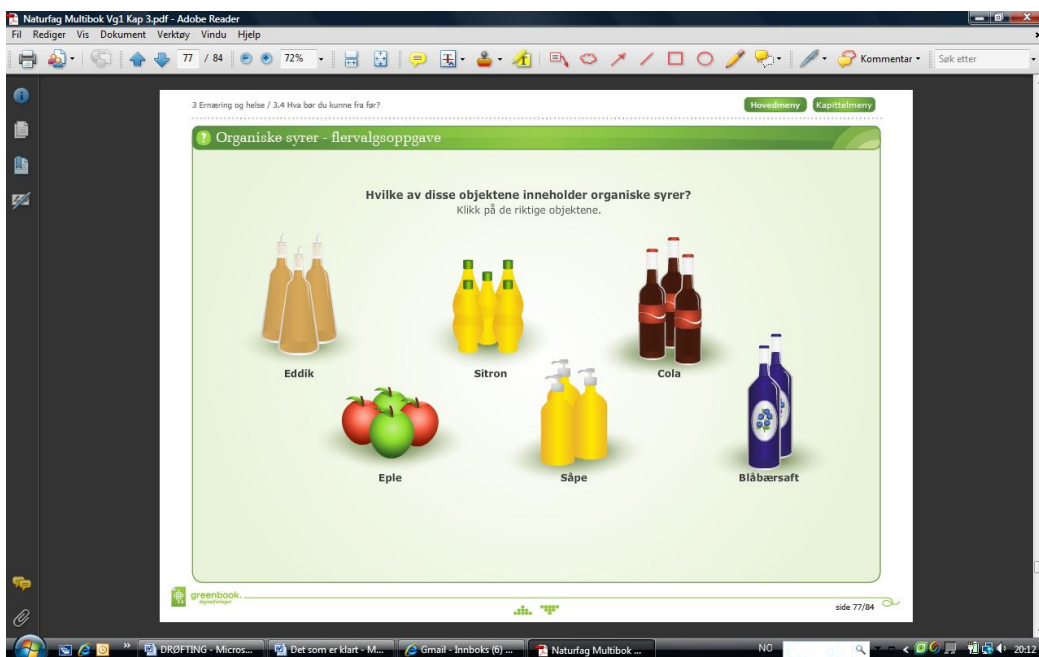 Naturfag Multibok Vg1 Kap 3.pdf - Adobe Reader
Fil Rediger Vis Dokument Verktøy Vindu Hjelp
77 / 84 72% Kommentar Søk etter
3 Ernæring og helse / 3.4 Hva bør du kunne fra før?
Hovedmeny Kapittelmeny
? Organiske syrer - flervalgsoppgave
Hvilke av disse objektene inneholder organiske syrer?
Klikk på de riktige objektene.
Eddik Sitron Cola
Eple Såpe Blåbærsaft
greenbook.
digitalforlaget
side 77/84
DRØFTING - Micros... Det som er klart - M... Gmail - Innboks (6) ... Naturfag Multibok ... NO 20:12